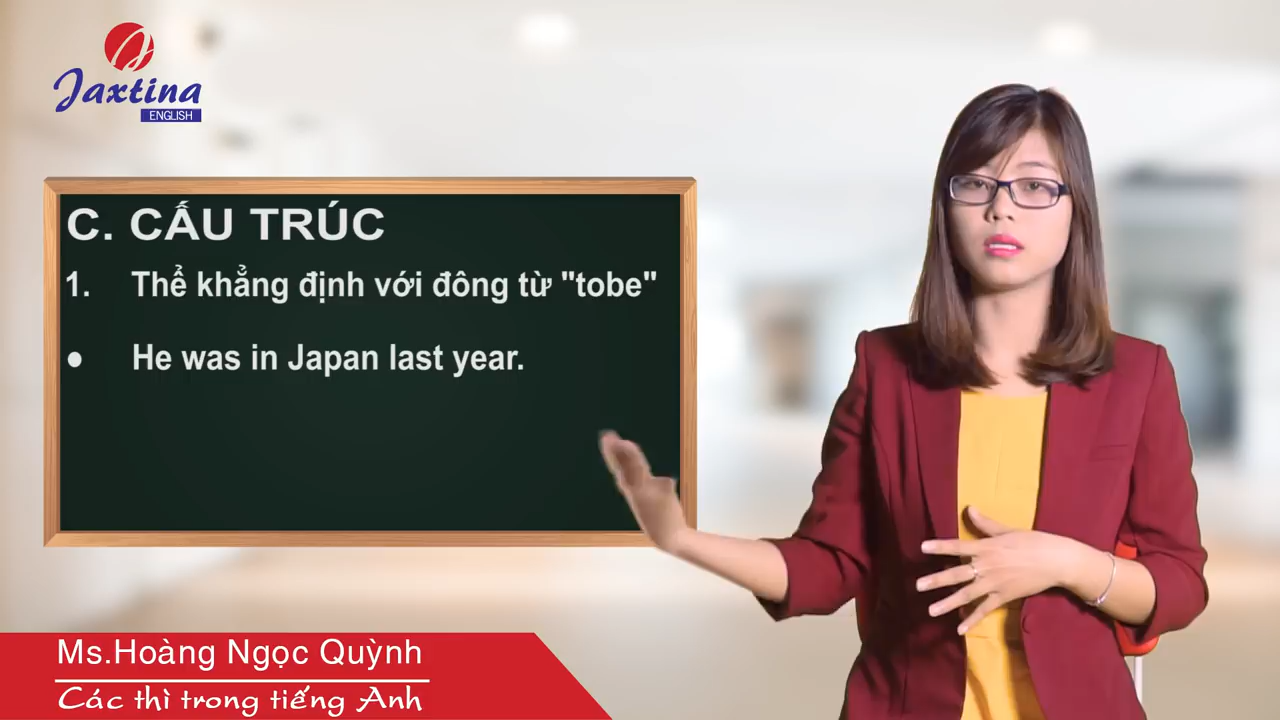 Jaxtina
ENGLISH
C. CẤU TRÚC
1. Thể khẳng định với đông từ "tobe"
● He was in Japan last year.
Ms.Hoàng Ngọc Quỳnh
Các thì trong tiếng Anh